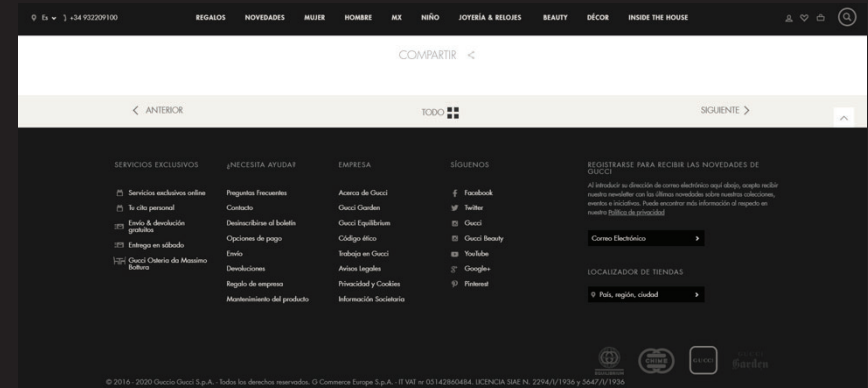 Es +34 932209100 REGALOS NOVEDADES MUJER HOMBRE MX NIÑO JOYERÍA & RELOJES BEAUTY DÉCOR INSIDE THE HOUSE
COMPARTIR
ANTERIOR TODO SIGUIENTE
SERVICIOS EXCLUSIVOS
Servicios exclusivos online
Tu cita personal
Envío & devolución
gratuitos
Entrega en sábado
Gucci Osteria da Massimo
Bottura
¿NECESITA AYUDA?
Preguntas Frecuentes
Contacto
Desinscribirse al boletín
Opciones de pago
Envío
Devoluciones
Regalo de empresa
Mantenimiento del producto
EMPRESA
Acerca de Gucci
Gucci Garden
Gucci Equilibrium
Código ético
Trabaja en Gucci
Avisos Legales
Privacidad y Cookies
Información Societaria
SÍGUENOS
Facebook
Twitter
Gucci
Gucci Beauty
YouTube
Google+
Pinterest
REGISTRARSE PARA RECIBIR LAS NOVEDADES DE
GUCCI
Al introducir su dirección de correo electrónico aquí abajo, acepta recibir
nuestra newsletter con las últimas novedades sobre nuestras colecciones,
eventos e iniciativas. Puede encontrar más información al respecto en
nuestra Política de privacidad
Correo Electrónico
LOCALIZADOR DE TIENDAS
País, región, ciudad
CHIME
GUCCI
Garden
© 2016 - 2020 Guccio Gucci S.p.A. - Todos los derechos reservados. G Commerce Europe S.p.A. - IT VAT nr 05142860484. LICENCIA SIAE N. 2294/I/1936 y 5647/I/1936